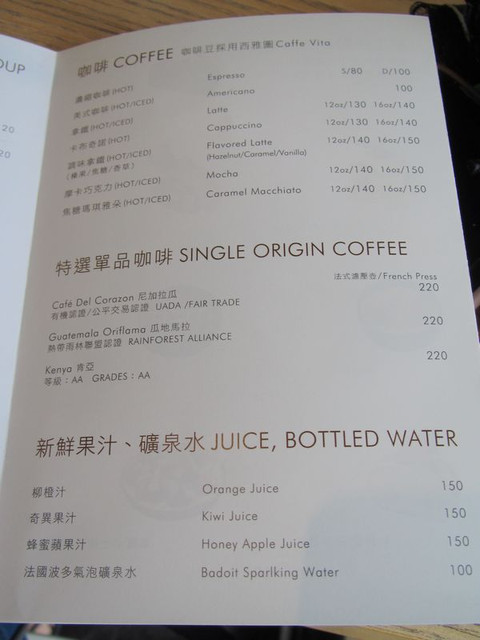 OUP
20
20
咖啡 COFFEE 咖啡豆採用西雅圖Caffe Vita
濃縮咖啡(HOT) Espresso S/80 D/100
美式咖啡(HOT/ICED) Americano 100
拿鐵(HOT/ICED) Latte 12oz/130 16oz/140
卡布奇諾(HOT) Cappuccino 12oz/130 16oz/140
調味拿鐵(HOT/ICED) Flavored Latte 12oz/140 16oz/150
(榛果/焦糖/香草) (Hazelnut/Caramel/Vanilla)
摩卡巧克力(HOT/ICED) Mocha 12oz/140 16oz/150
焦糖瑪琪雅朵(HOT/ICED) Caramel Macchiato 12oz/140 16oz/150
特選單品咖啡 SINGLE ORIGIN COFFEE
法式濾壓壺/French Press
Café Del Corazon 尼加拉瓜 220
有機認證/公平交易認證 UADA /FAIR TRADE
Guatemala Oriflama 瓜地馬拉 220
熱帶雨林聯盟認證 RAINFOREST ALLIANCE
Kenya 肯亞 220
等級：AA GRADES：AA
新鮮果汁、礦泉水 JUICE, BOTTLED WATER
柳橙汁 Orange Juice 150
奇異果汁 Kiwi Juice 150
蜂蜜蘋果汁 Honey Apple Juice 150
法國波多氣泡礦泉水 Badoit Sparlking Water 100